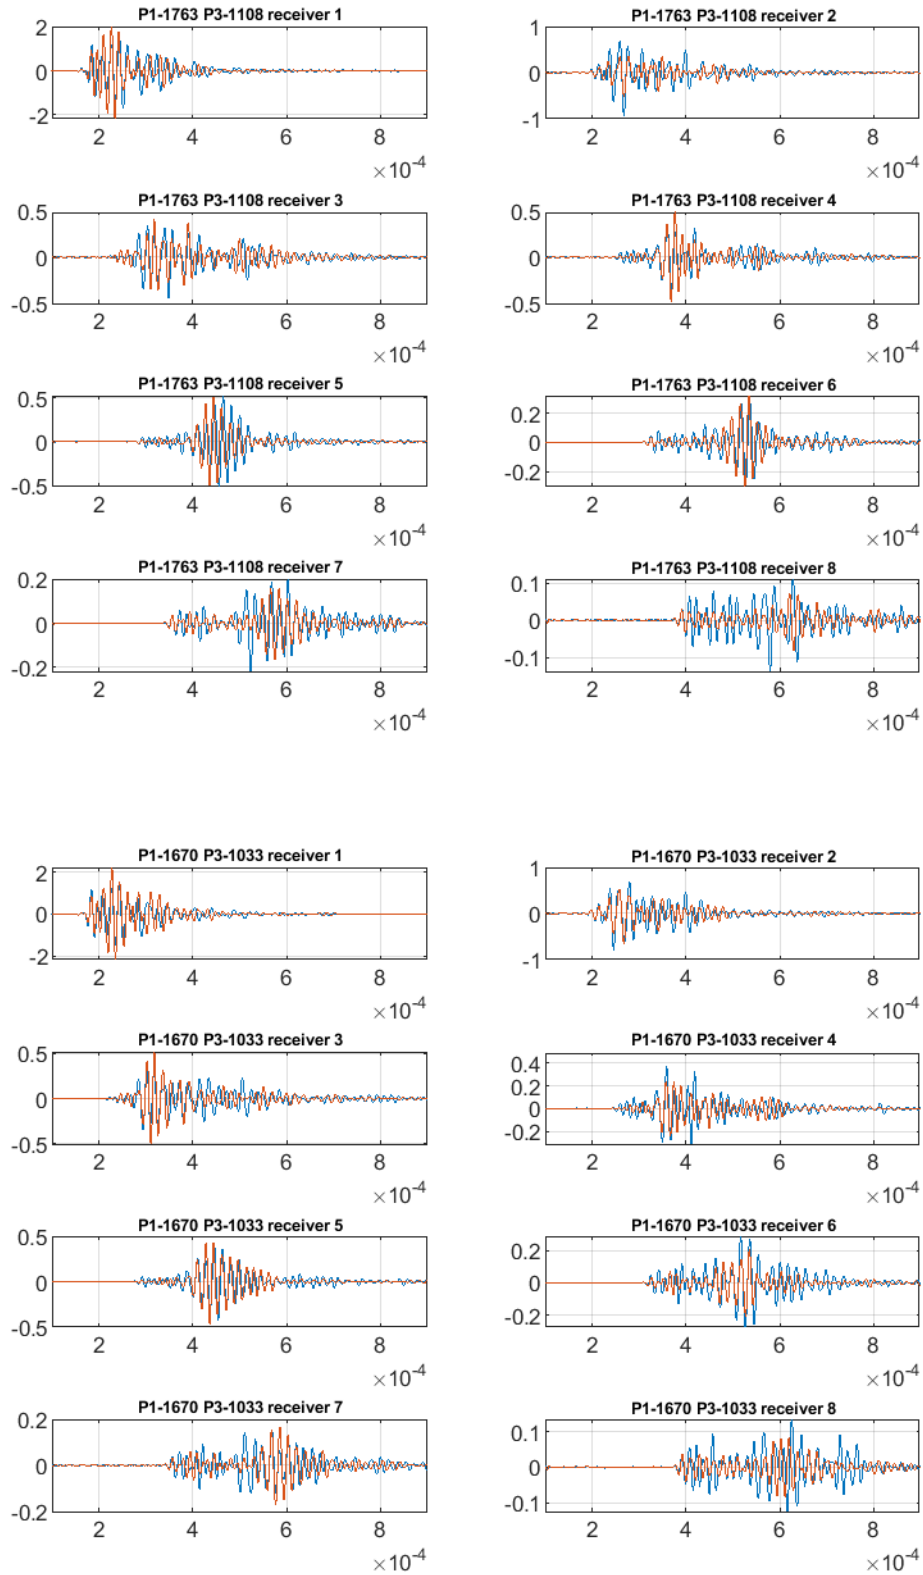 P1-1763 P3-1108 receiver 1
P1-1763 P3-1108 receiver 2
2
0
-2
1
0
-1
2 4 6 8
2 4 6 8
×10-4
×10-4
P1-1763 P3-1108 receiver 3
P1-1763 P3-1108 receiver 4
0.5
0
-0.5
0.5
0
-0.5
2 4 6 8
2 4 6 8
×10-4
×10-4
P1-1763 P3-1108 receiver 5
P1-1763 P3-1108 receiver 6
0.5
0
-0.5
0.2
0
-0.2
2 4 6 8
2 4 6 8
×10-4
×10-4
P1-1763 P3-1108 receiver 7
P1-1763 P3-1108 receiver 8
0.2
0
-0.2
0.1
0
-0.1
2 4 6 8
2 4 6 8
×10-4
×10-4
P1-1670 P3-1033 receiver 1
P1-1670 P3-1033 receiver 2
2
0
-2
1
0
-1
2 4 6 8
2 4 6 8
×10-4
×10-4
P1-1670 P3-1033 receiver 3
P1-1670 P3-1033 receiver 4
0.5
0
-0.5
0.4
0.2
0
-0.2
2 4 6 8
2 4 6 8
×10-4
×10-4
P1-1670 P3-1033 receiver 5
P1-1670 P3-1033 receiver 6
0.5
0
-0.5
0.2
0
-0.2
2 4 6 8
2 4 6 8
×10-4
×10-4
P1-1670 P3-1033 receiver 7
P1-1670 P3-1033 receiver 8
0.2
0
-0.2
0.1
0
-0.1
2 4 6 8
2 4 6 8
×10-4
×10-4